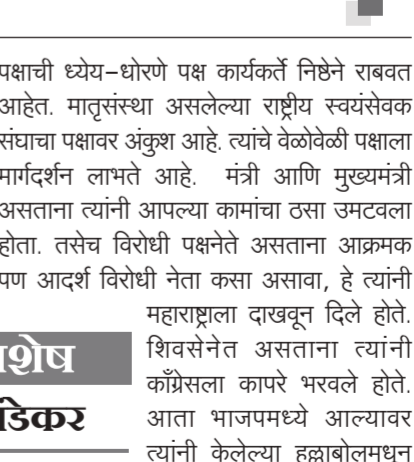 पक्षाची ध्येय–धोरणे पक्ष कार्यकर्ते निष्ठेने राबवत
आहेत. मातृसंस्था असलेल्या राष्ट्रीय स्वयंसेवक
संघाचा पक्षावर अंकुश आहे. त्यांचे वेळोवेळी पक्षाला
मार्गदर्शन लाभते आहे. मंत्री आणि मुख्यमंत्री
असताना त्यांनी आपल्या कामांचा ठसा उमटवला
होता. तसेच विरोधी पक्षनेते असताना आक्रमक
पण आदर्श विरोधी नेता कसा असावा, हे त्यांनी
महाराष्ट्राला दाखवून दिले होते.
शिवसेनेत असताना त्यांनी
काँग्रेसला कापरे भरवले होते.
आता भाजपमध्ये आल्यावर
त्यांनी केलेल्या हल्लाबोलमधून
शेष
डिकर